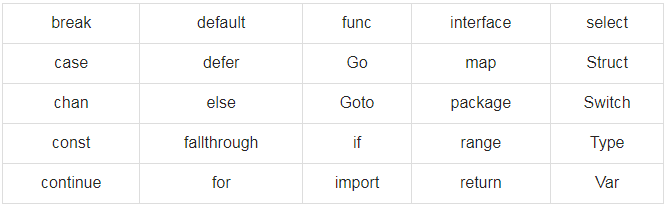 break default func interface select
case defer Go map Struct
chan else Goto package Switch
const fallthrough if range Type
continue for import return Var